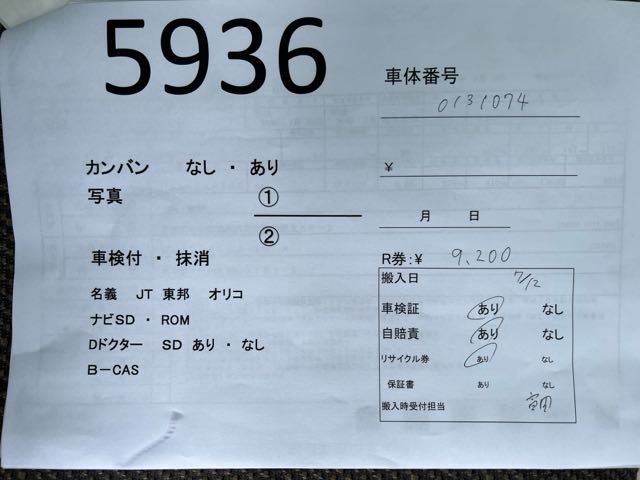 5936
車体番号
0131074
カンバン なし ・ あり
¥
写真 ①
②
月 日
車検付 ・ 抹消
R券:¥ 9,200
名義 JT 東邦 オリコ
ナビSD ・ ROM
Dドクター SD あり ・ なし
B－CAS
搬入日 7/12
車検証 あり なし
自賠責 あり なし
リサイクル券 あり なし
保証書 あり なし
搬入時受付担当